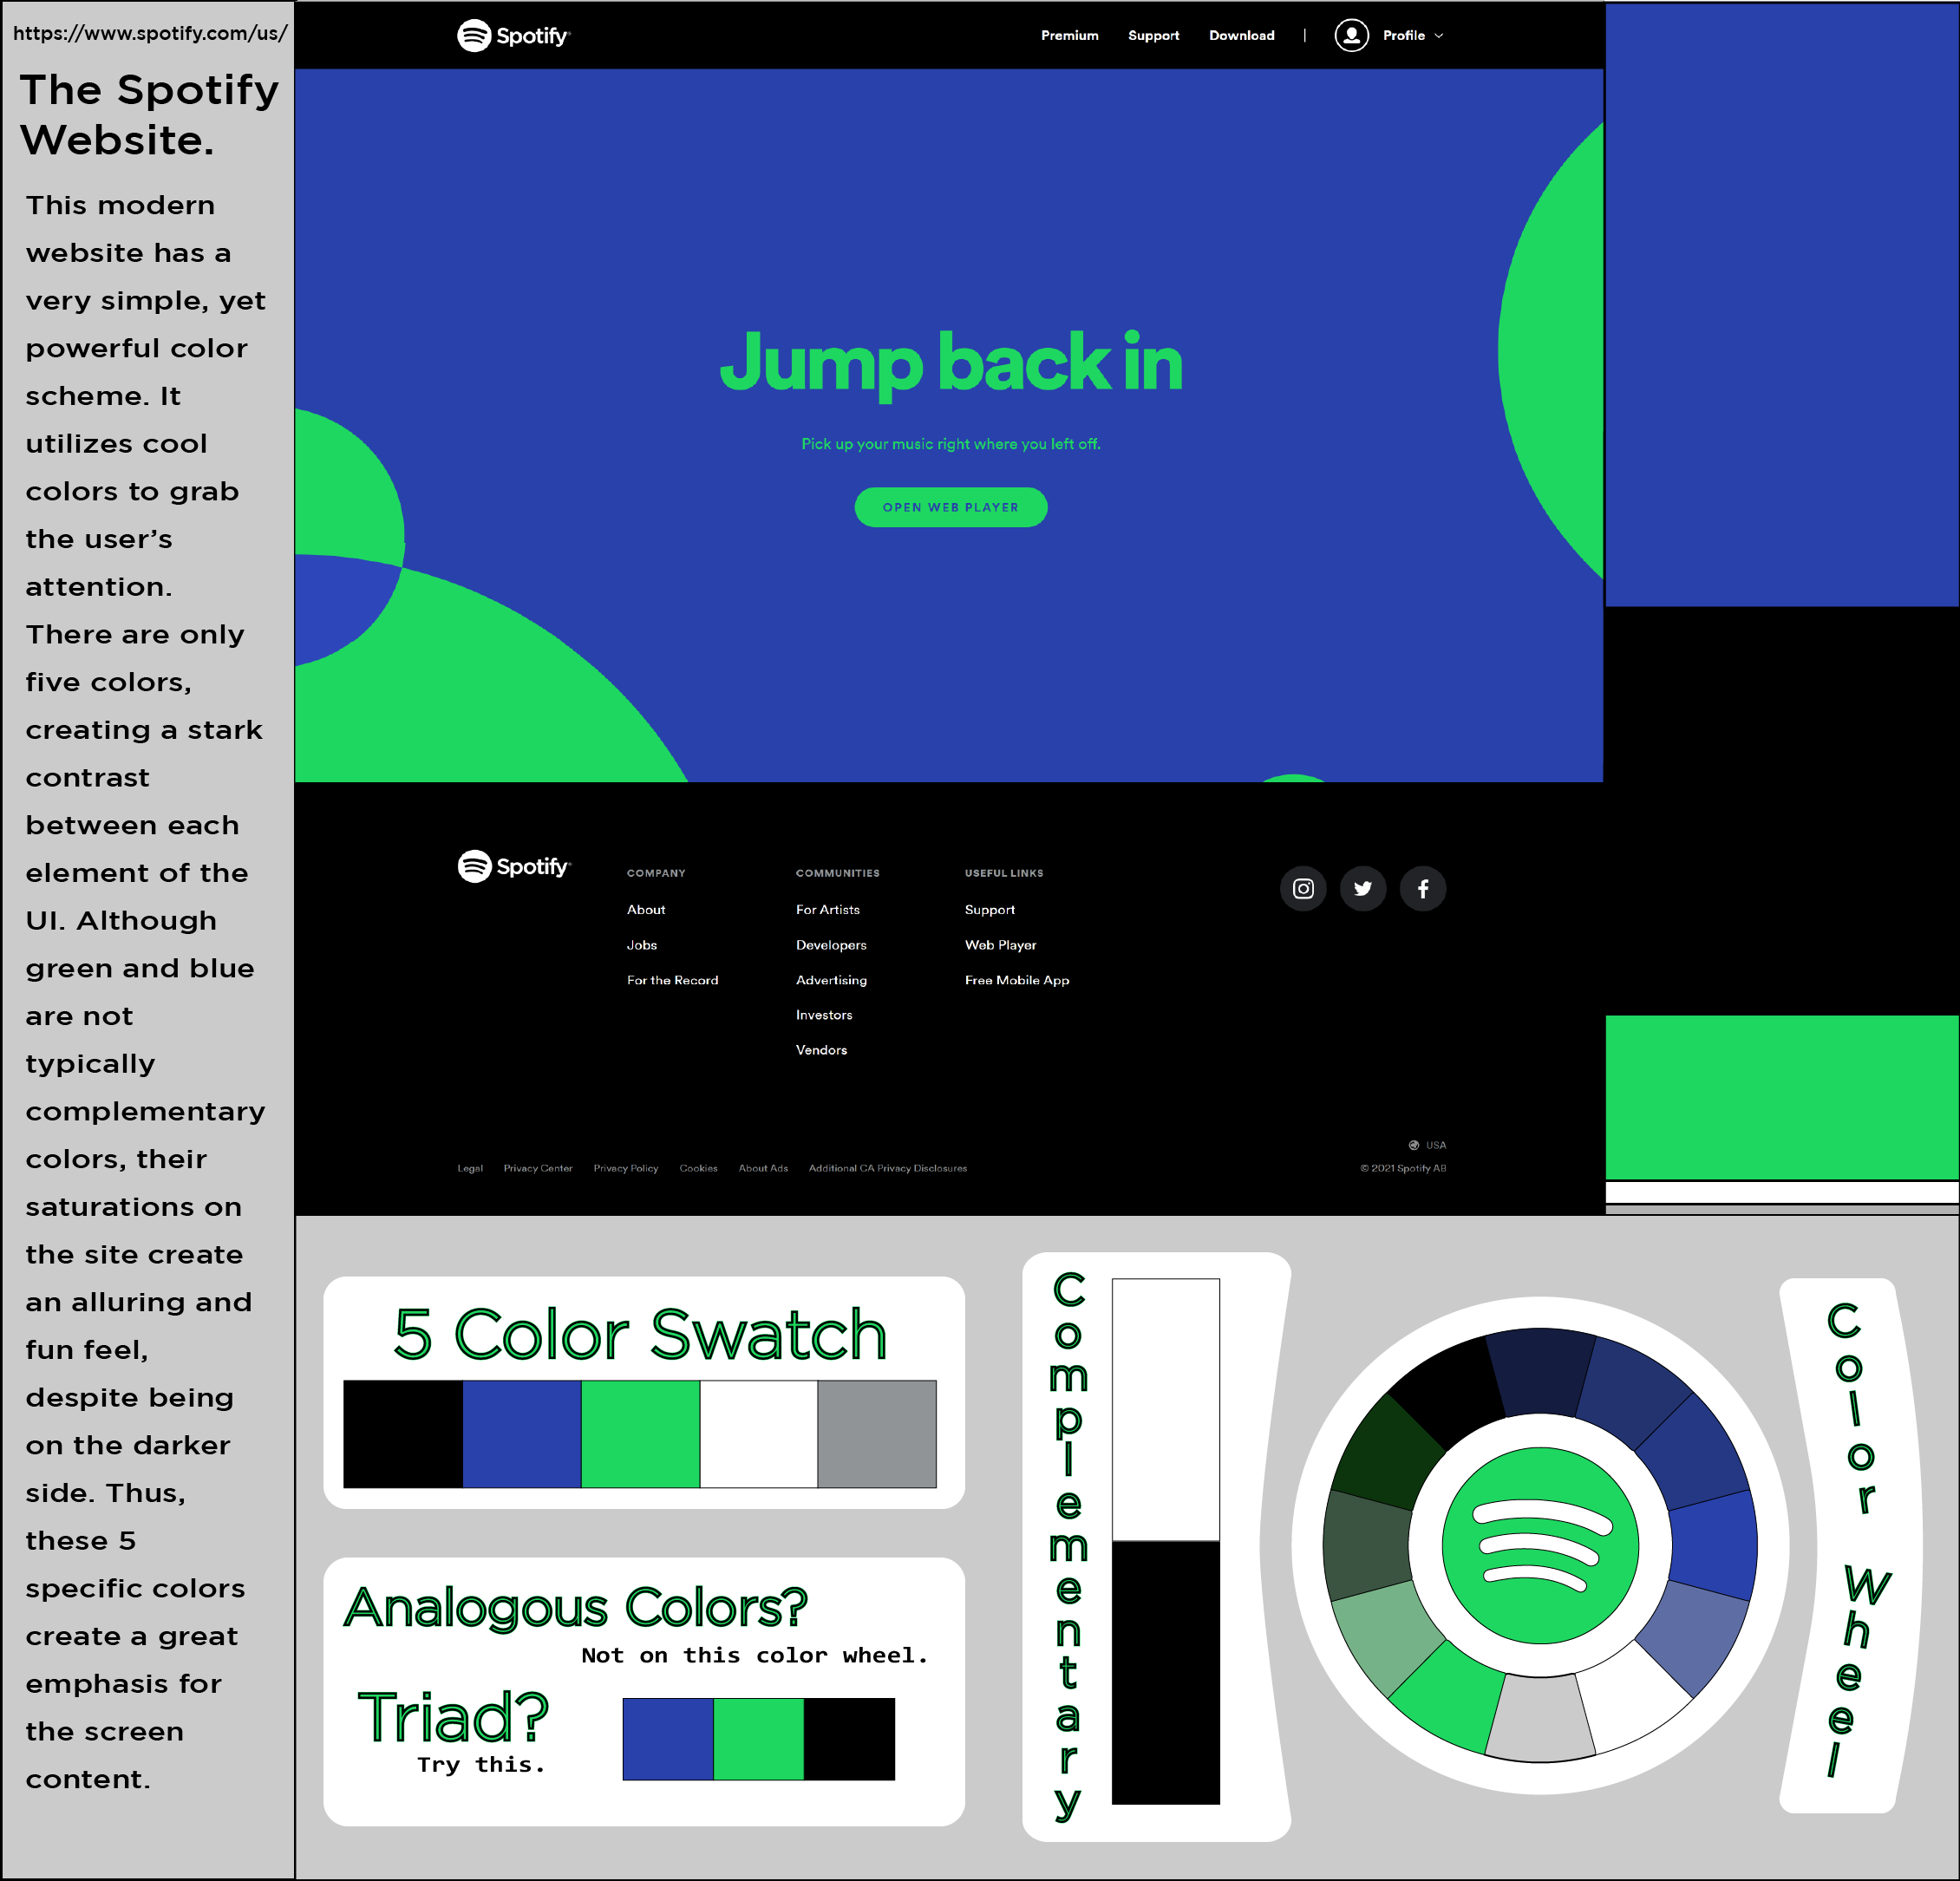 https://www.spotify.com/us/
The Spotify
Website.
This modern
website has a
very simple, yet
powerful color
scheme. It
utilizes cool
colors to grab
the user’s
attention.
There are only
five colors,
creating a stark
contrast
between each
element of the
UI. Although
green and blue
are not
typically
complementary
colors, their
saturations on
the site create
an alluring and
fun feel,
despite being
on the darker
side. Thus,
these 5
specific colors
create a great
emphasis for
the screen
content.
Spotify
Premium Support Download | Profile
Jump back in
Pick up your music right where you left off.
OPEN WEB PLAYER
Spotify
COMPANY
About
Jobs
For the Record
COMMUNITIES
For Artists
Developers
Advertising
Investors
Vendors
USEFUL LINKS
Support
Web Player
Free Mobile App
USA
Legal Privacy Center Privacy Policy Cookies About Ads Additional CA Privacy Disclosures
© 2021 Spotify AB
5 Color Swatch
Analogous Colors?
Not on this color wheel.
Triad?
Try this.
Complementary
Color Wheel